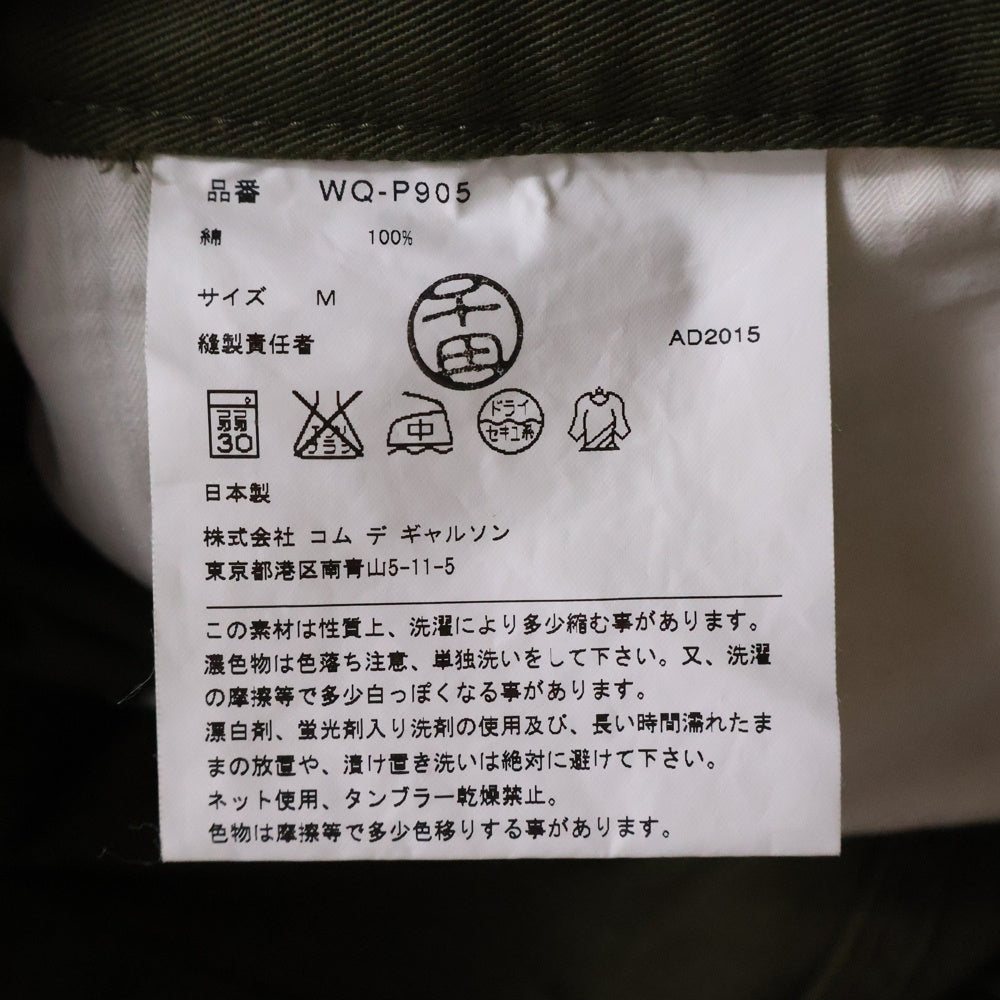 品番 WQ-P905
綿 100%
サイズ M
縫製責任者 千田
AD2015
弱 30
エンソ サラシ
中
ドライ セキユ系
日本製
株式会社 コム デ ギャルソン
東京都港区南青山5-11-5
この素材は性質上、洗濯により多少縮む事があります。
濃色物は色落ち注意、単独洗いをして下さい。又、洗濯
の摩擦等で多少白っぽくなる事があります。
漂白剤、蛍光剤入り洗剤の使用及び、長い時間濡れたま
まの放置や、漬け置き洗いは絶対に避けて下さい。
ネット使用、タンブラー乾燥禁止。
色物は摩擦等で多少色移りする事があります。